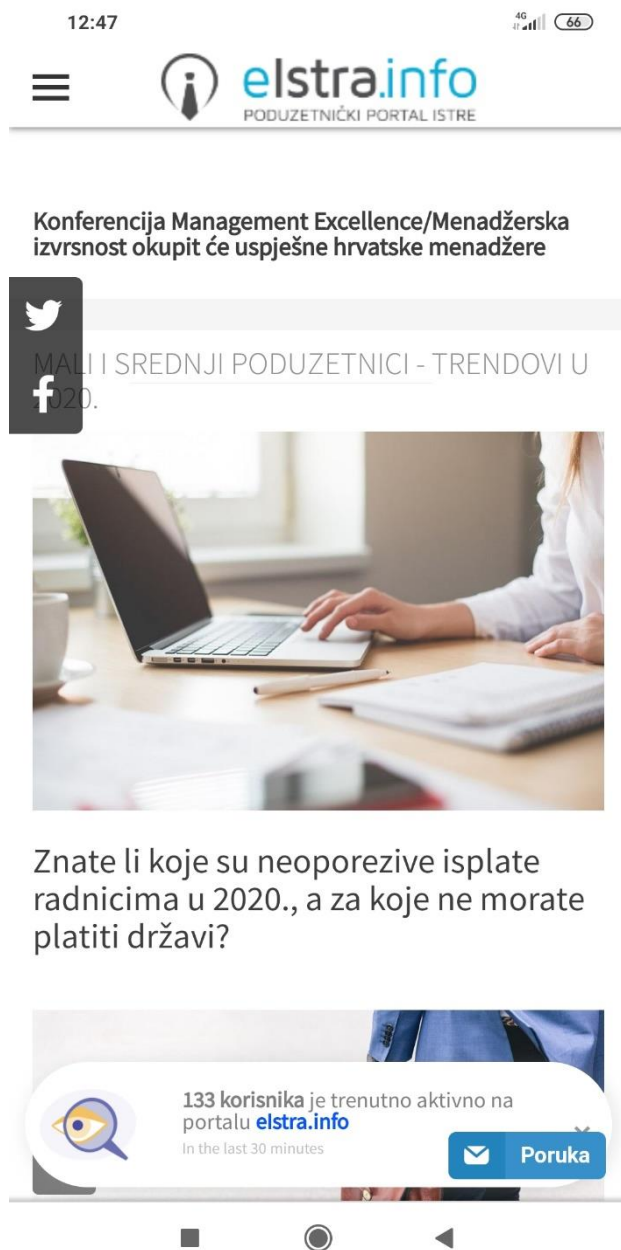 12:47
4G
66
elstra.info
PODUZETNIČKI PORTAL ISTRE
Konferencija Management Excellence/Menadžerska
izvrsnost okupit će uspješne hrvatske menadžere
MALI I SREDNJI PODUZETNICI - TRENDOVI U
2020.
Znate li koje su neoporezive isplate
radnicima u 2020., a za koje ne morate
platiti državi?
133 korisnika je trenutno aktivno na
portalu elstra.info
In the last 30 minutes
Poruka